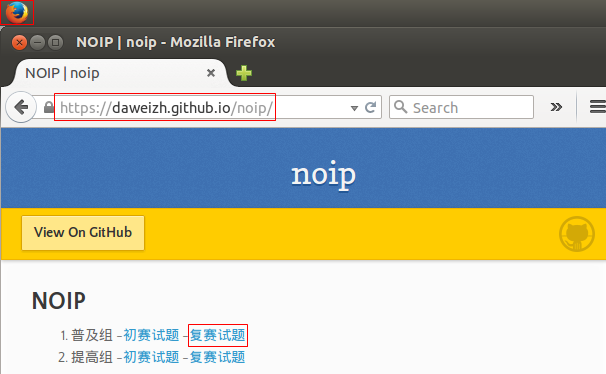 NOIP | noip - Mozilla Firefox
NOIP | noip
https://daweizh.github.io/noip/
Search
noip
View On GitHub
NOIP
1. 普及组 -初赛试题 -复赛试题
2. 提高组 -初赛试题 -复赛试题